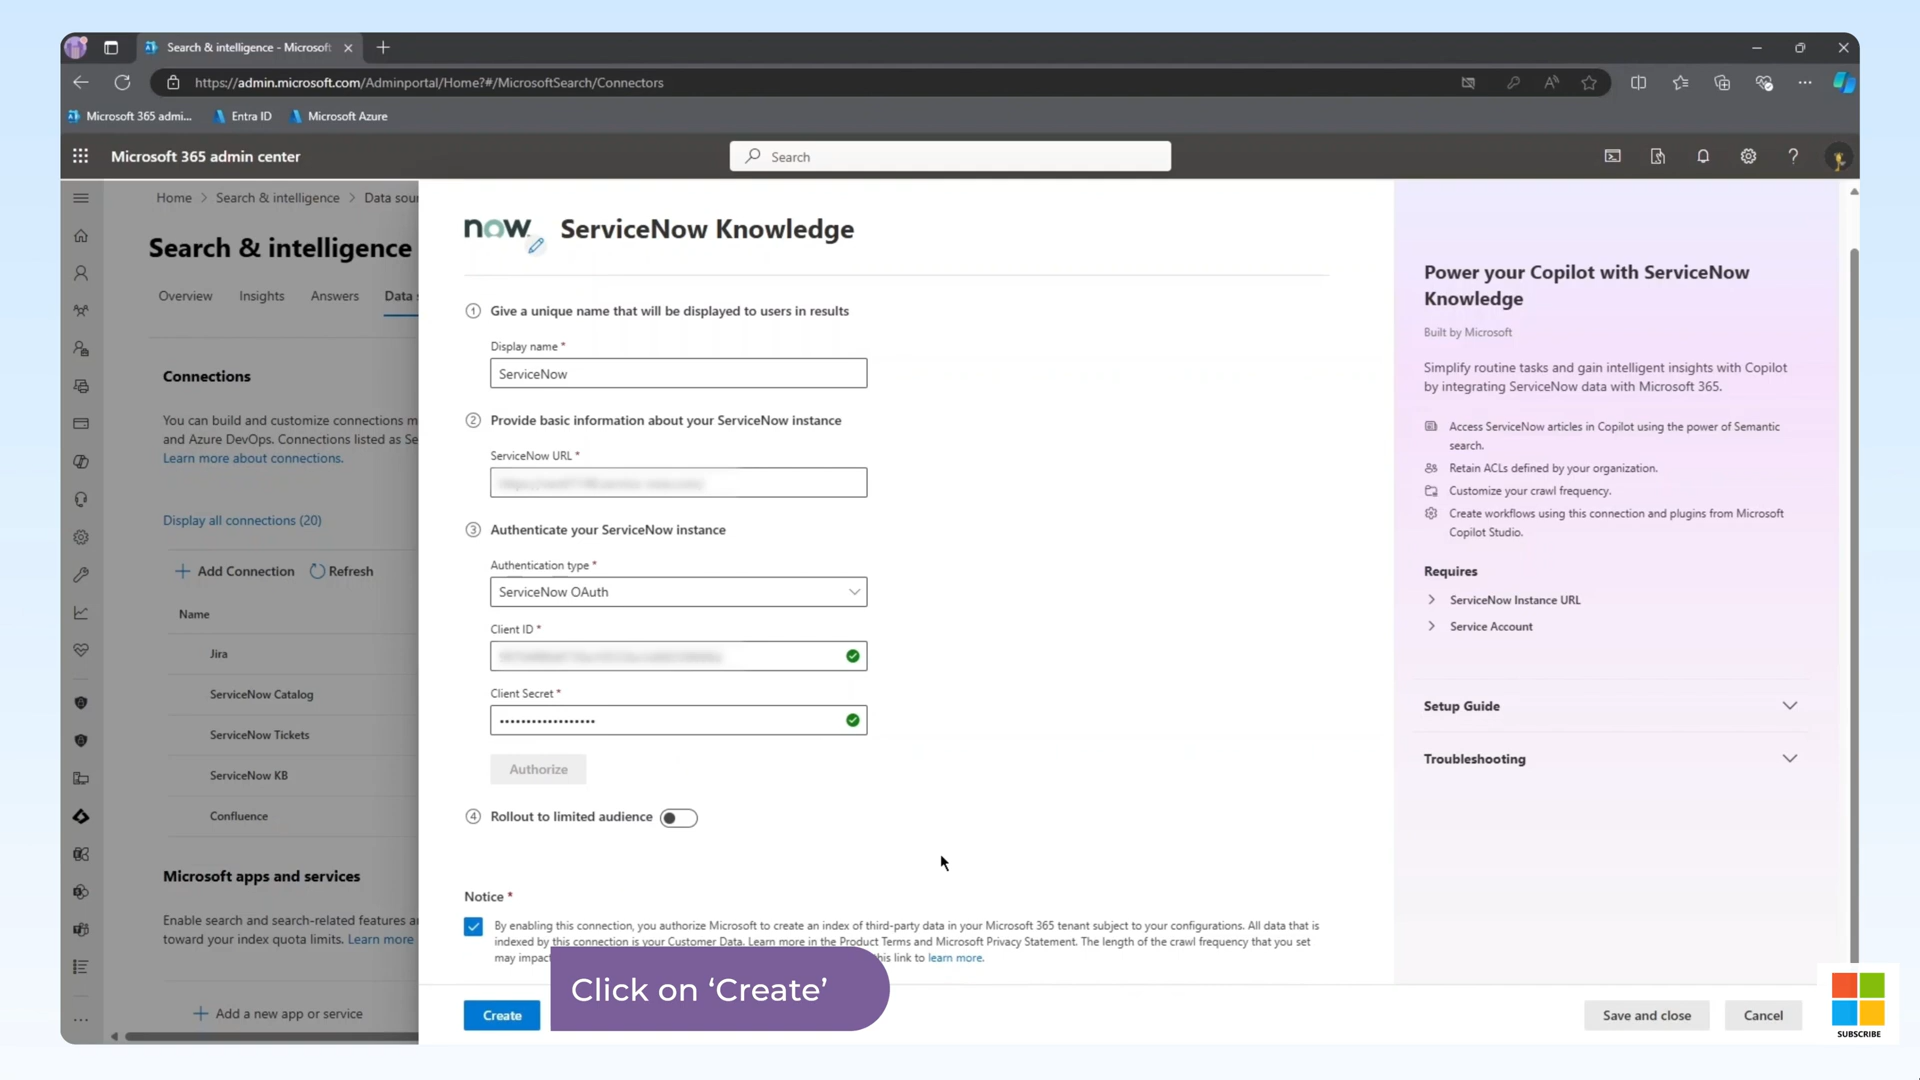 Search & intelligence - Microsoft
https://admin.microsoft.com/Adminportal/Home?#/MicrosoftSearch/Connectors
Microsoft 365 admi...
Entra ID
Microsoft Azure
Microsoft 365 admin center
Search
Home > Search & intelligence > Data sour
Search & intelligence
Overview
Insights
Answers
Data s
Connections
You can build and customize connections m
and Azure DevOps. Connections listed as Se
Learn more about connections.
Display all connections (20)
Add Connection
Refresh
Name
Jira
ServiceNow Catalog
ServiceNow Tickets
ServiceNow KB
Confluence
Microsoft apps and services
Enable search and search-related features a
toward your index quota limits. Learn more
Add a new app or service
now
ServiceNow Knowledge
1 Give a unique name that will be displayed to users in results
Display name *
ServiceNow
2 Provide basic information about your ServiceNow instance
ServiceNow URL *
3 Authenticate your ServiceNow instance
Authentication type *
ServiceNow OAuth
Client ID *
Client Secret *
Authorize
4 Rollout to limited audience
Notice *
By enabling this connection, you authorize Microsoft to create an index of third-party data in your Microsoft 365 tenant subject to your configurations. All data that is
indexed by this connection is your Customer Data. Learn more in the Product Terms and Microsoft Privacy Statement. The length of the crawl frequency that you set
may impact his link to learn more.
Click on ‘Create’
Create
Save and close
Cancel
Power your Copilot with ServiceNow
Knowledge
Built by Microsoft
Simplify routine tasks and gain intelligent insights with Copilot
by integrating ServiceNow data with Microsoft 365.
Access ServiceNow articles in Copilot using the power of Semantic
search.
Retain ACLs defined by your organization.
Customize your crawl frequency.
Create workflows using this connection and plugins from Microsoft
Copilot Studio.
Requires
ServiceNow Instance URL
Service Account
Setup Guide
Troubleshooting
SUBSCRIBE